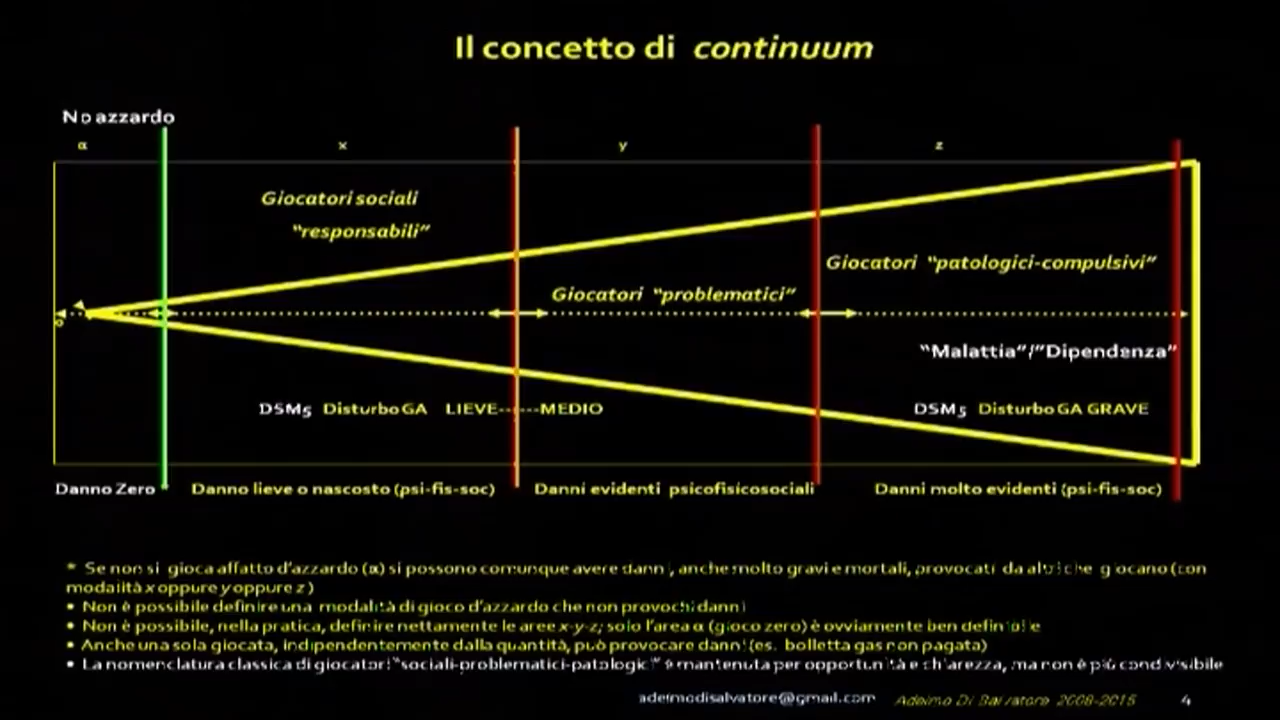 Il concetto di continuum
No azzardo
α x y z
Giocatori sociali
“responsabili”
Giocatori “patologici-compulsivi”
Giocatori “problematici”
“Malattia”/“Dipendenza”
DSM5 Disturbo GA LIEVE------MEDIO
DSM5 Disturbo GA GRAVE
Danno Zero
Danno lieve o nascosto (psi-fis-soc)
Danni evidenti psicofisicosociali
Danni molto evidenti (psi-fis-soc)
* Se non si gioca affatto d’azzardo (α) si possono comunque avere danni, anche molto gravi e mortali, provocati da altri che giocano (con
modalità x oppure y oppure z)
• Non è possibile definire una modalità di gioco d’azzardo che non provochi danni
• Non è possibile, nella pratica, definire nettamente le aree x-y-z; solo l’area α (gioco zero) è ovviamente ben definibile
• Anche una sola giocata, indipendentemente dalla quantità, può provocare danni (es. bolletta gas non pagata)
• La nomenclatura classica di giocatori “sociali-problematici-patologici” è mantenuta per opportunità e chiarezza, ma non è più condivisibile
adelmodisalvatore@gmail.com
Adelmo Di Salvatore 2008-2015
4